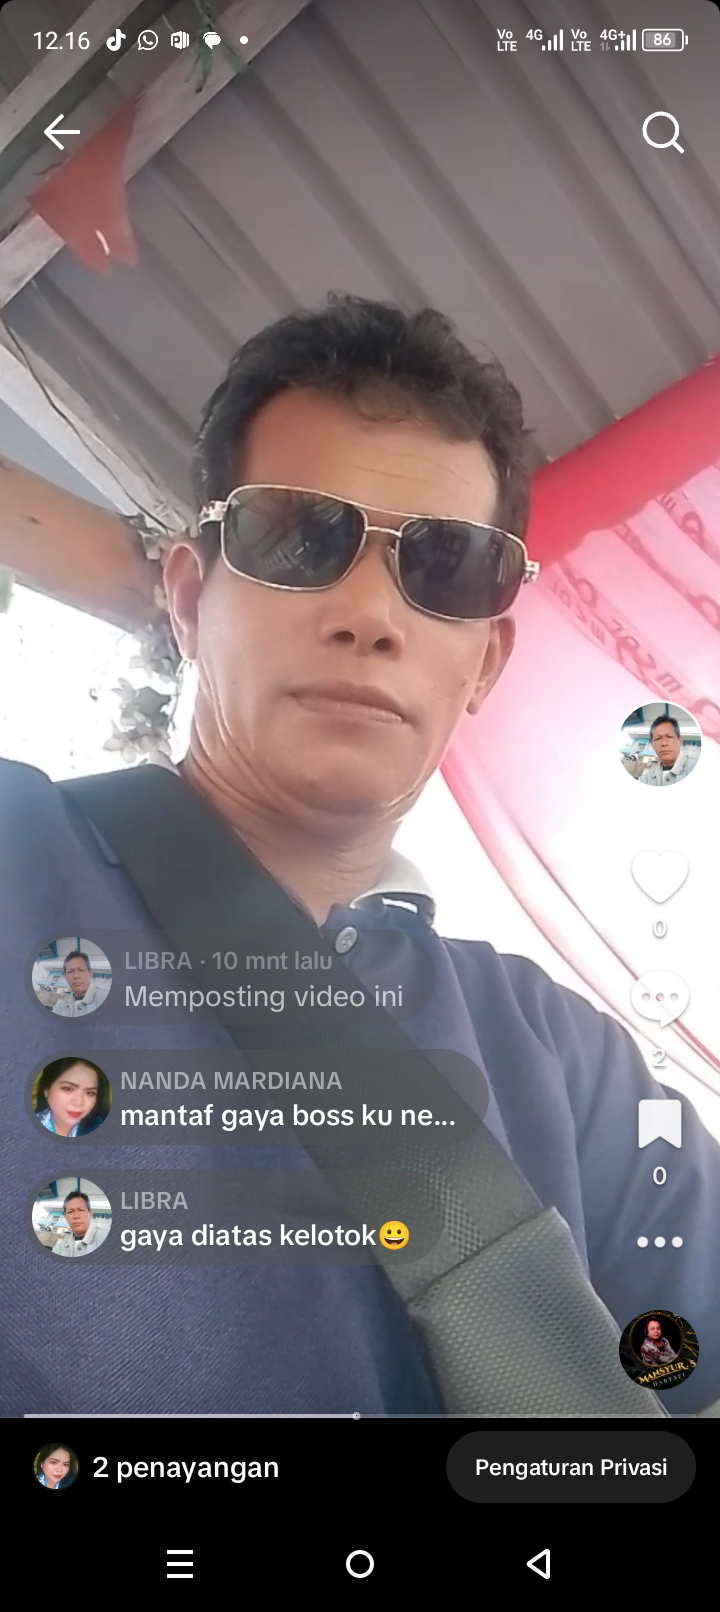 12.16
Vo LTE 4G Vo LTE 4G+ 86
LIBRA · 10 mnt lalu
Memposting video ini
NANDA MARDIANA
mantaf gaya boss ku ne...
LIBRA
gaya diatas kelotok😀
0
2
0
MANSYUR S
2 penayangan
Pengaturan Privasi